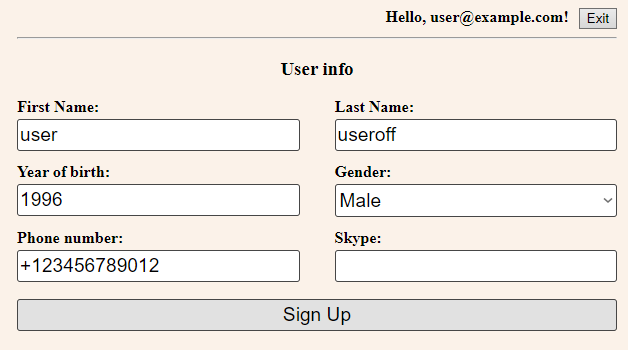 Hello, user@example.com! Exit
User info
First Name: Last Name:
user useroff
Year of birth: Gender:
1996 Male
Phone number: Skype:
+123456789012
Sign Up